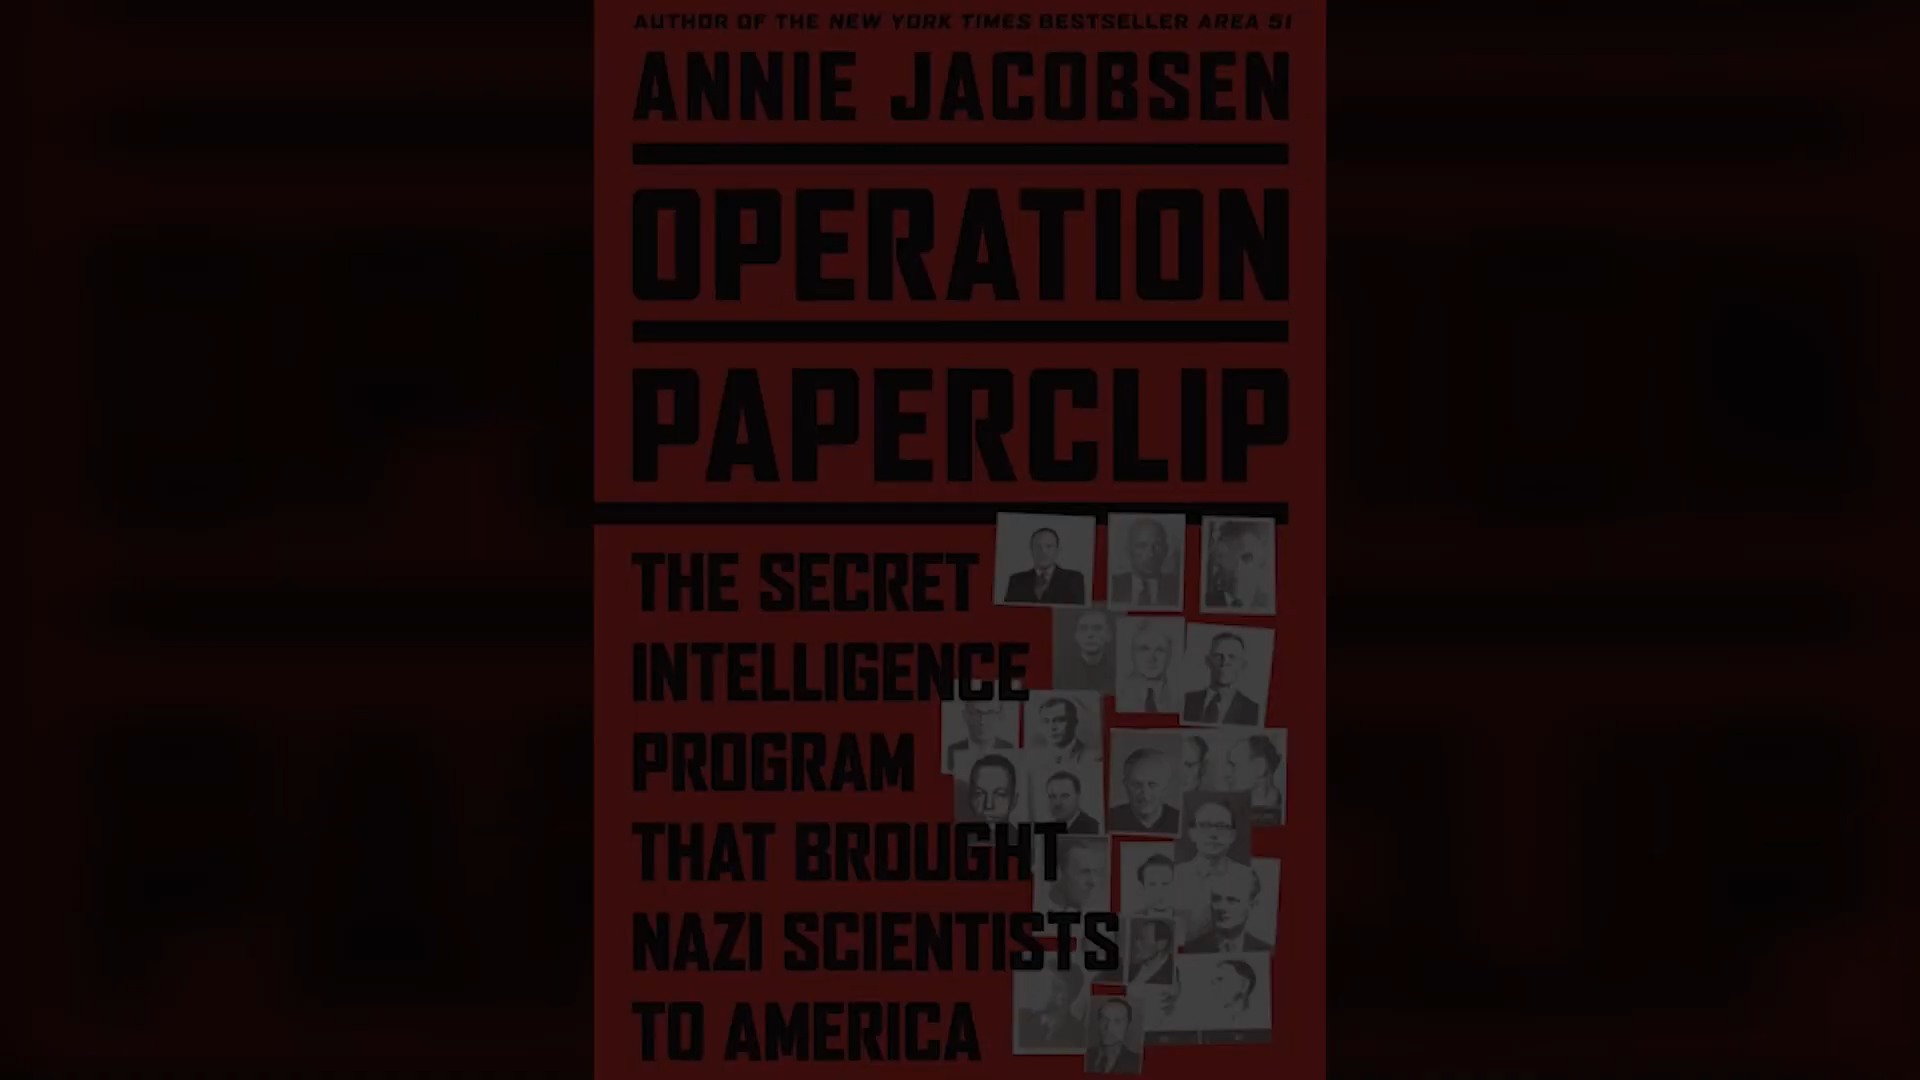 AUTHOR OF THE NEW YORK TIMES BESTSELLER AREA 51
ANNIE JACOBSEN
OPERATION
PAPERCLIP
THE SECRET
INTELLIGENCE
PROGRAM
THAT BROUGHT
NAZI SCIENTISTS
TO AMERICA